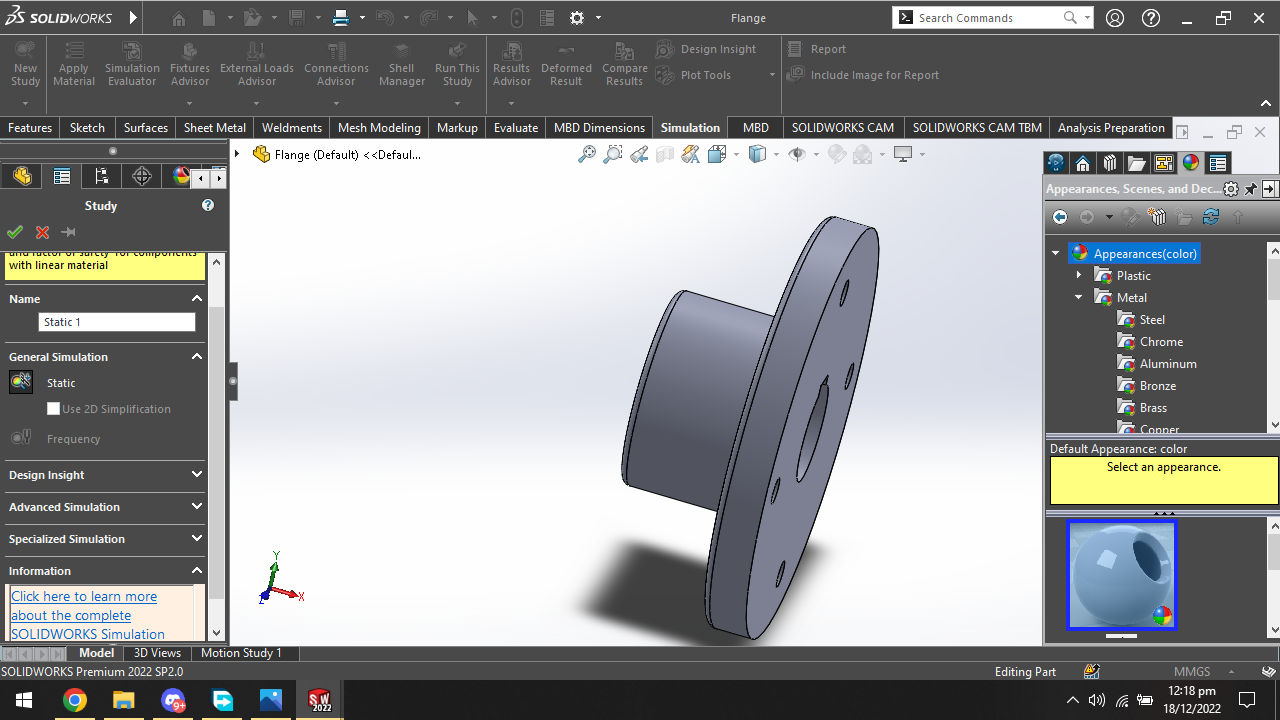 SOLIDWORKS
Flange
Search Commands
New Study
Apply Material
Simulation Evaluator
Fixtures Advisor
External Loads Advisor
Connections Advisor
Shell Manager
Run This Study
Results Advisor
Deformed Result
Compare Results
Design Insight
Plot Tools
Report
Include Image for Report
Features Sketch Surfaces Sheet Metal Weldments Mesh Modeling Markup Evaluate MBD Dimensions Simulation MBD SOLIDWORKS CAM SOLIDWORKS CAM TBM Analysis Preparation
Flange (Default) <<Defaul...
Study
and factor of safety for components
with linear material
Name
Static 1
General Simulation
Static
Use 2D Simplification
Frequency
Design Insight
Advanced Simulation
Specialized Simulation
Information
Click here to learn more
about the complete
SOLIDWORKS Simulation
Y
X
Z
Appearances, Scenes, and Dec...
Appearances(color)
Plastic
Metal
Steel
Chrome
Aluminum
Bronze
Brass
Copper
Default Appearance: color
Select an appearance.
Model 3D Views Motion Study 1
SOLIDWORKS Premium 2022 SP2.0
Editing Part
MMGS
9+
SW
2022
12:18 pm
18/12/2022